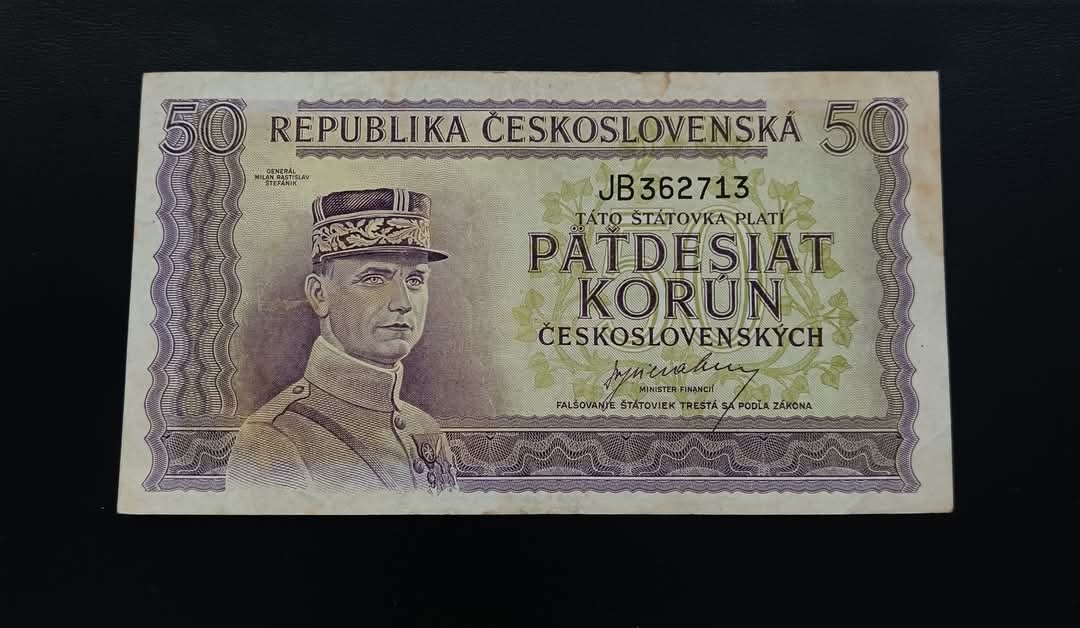 50 REPUBLIKA ČESKOSLOVENSKÁ 50
GENERÁL
MILAN RASTISLAV
ŠTEFÁNIK
JB362713
TÁTO ŠTÁTOVKA PLATÍ
PÄŤDESIAT
KORÚN
ČESKOSLOVENSKÝCH
MINISTER FINANCIÍ
FALŠOVANIE ŠTÁTOVIEK TRESTÁ SA PODĽA ZÁKONA